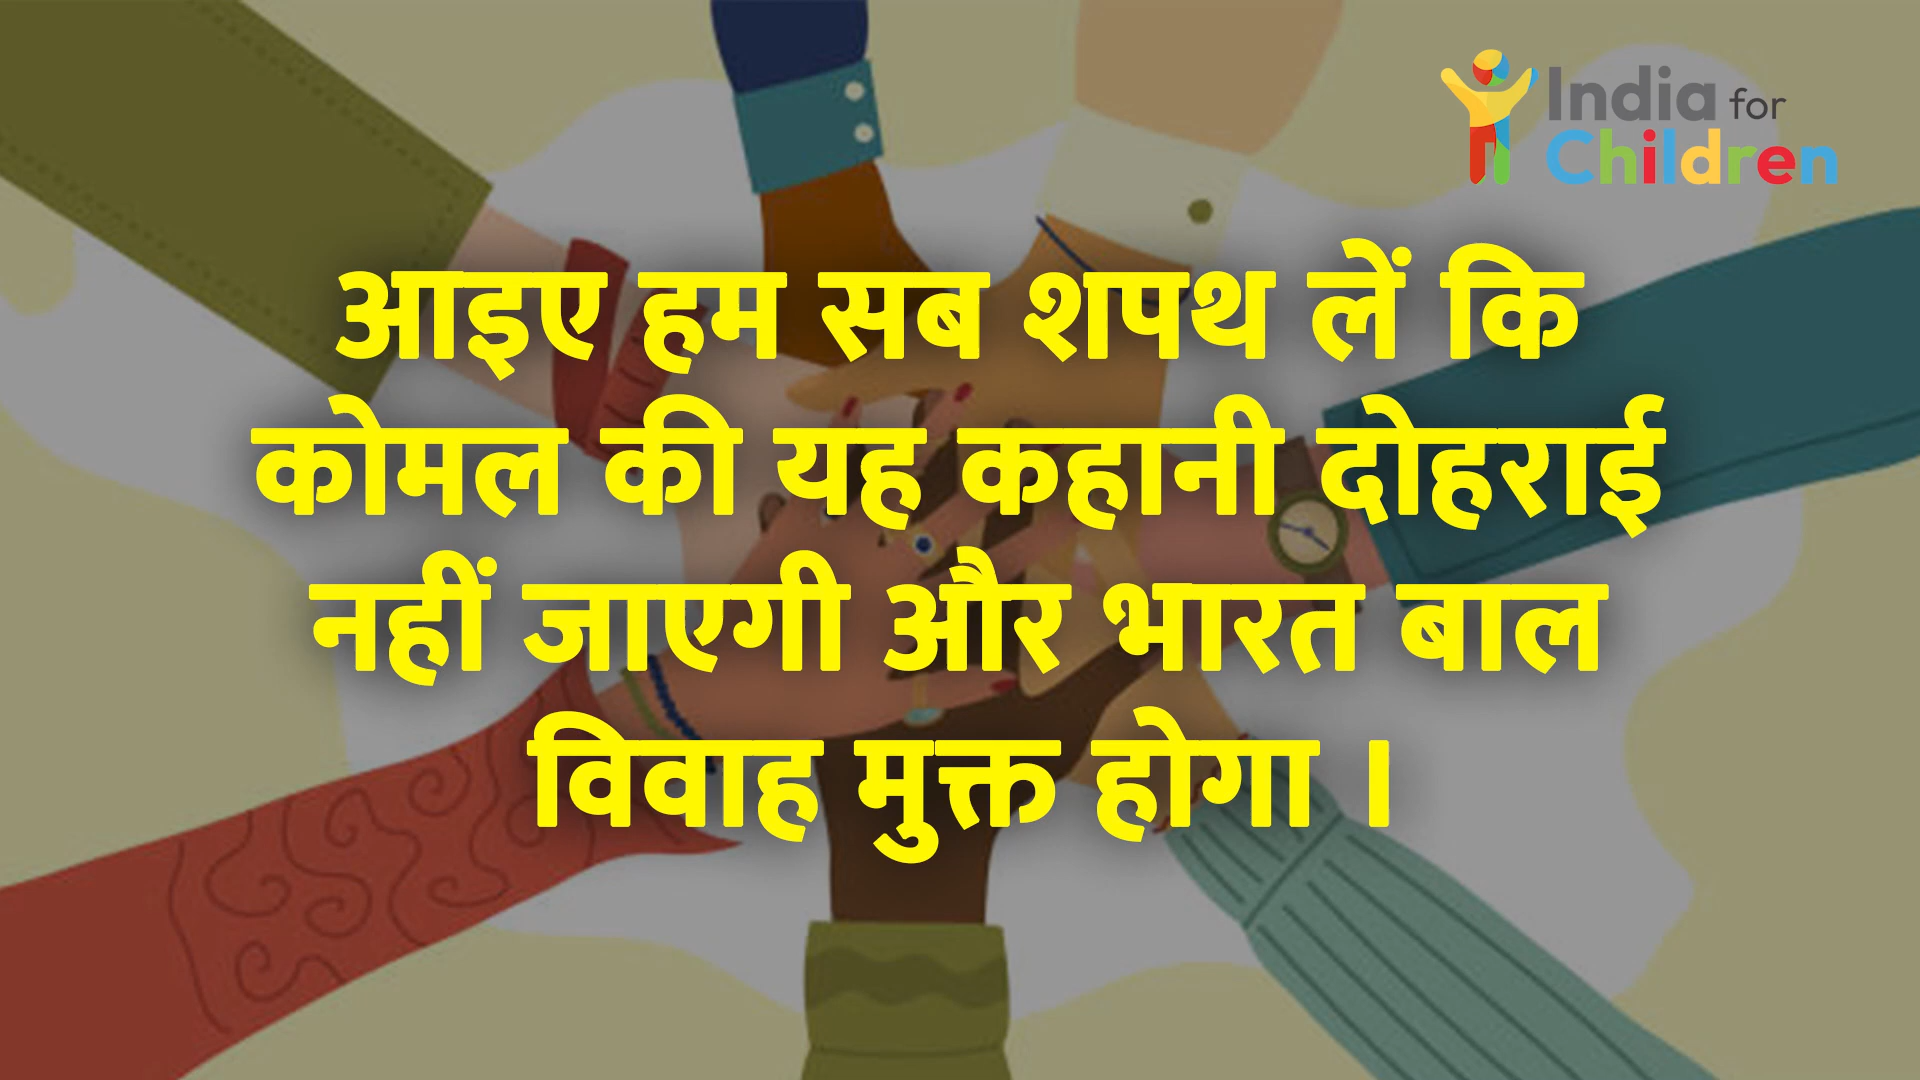 India for
Children
आइए हम सब शपथ लें कि
कोमल की यह कहानी दोहराई
नहीं जाएगी और भारत बाल
विवाह मुक्त होगा ।